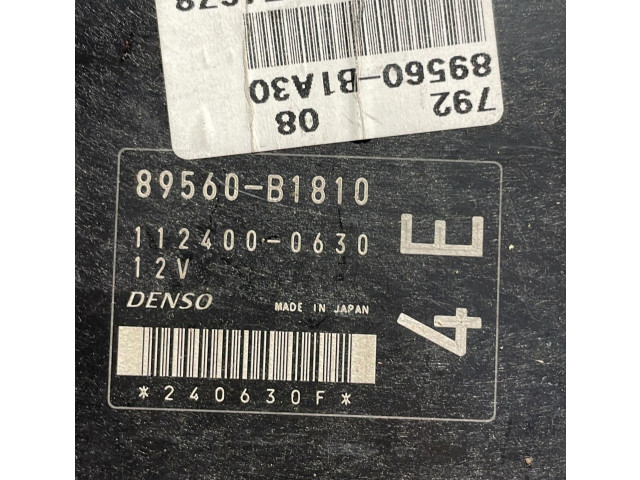 792
89560-B1A30
08
89560-B1810
112400-0630
12V
DENSO MADE IN JAPAN
*240630F*
4E